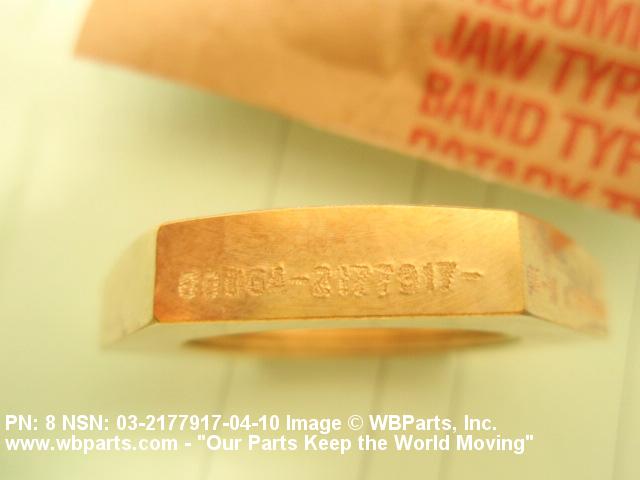 JAW TYP
BAND TYP
-2177917-
PN: 8 NSN: 03-2177917-04-10 Image © WBParts, Inc.
www.wbparts.com - "Our Parts Keep the World Moving"